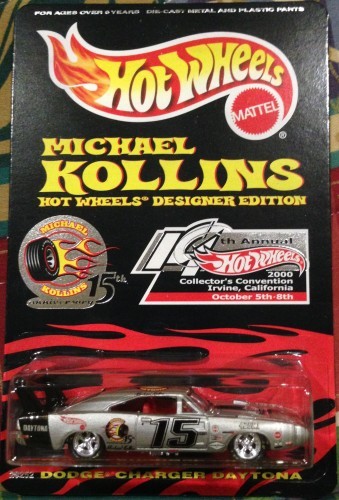 FOR AGES OVER 8 YEARS DIE-CAST METAL AND PLASTIC PARTS
Hot Wheels
MATTEL
®
MICHAEL
KOLLINS
HOT WHEELS® DESIGNER EDITION
MICHAEL
KOLLINS
anniversary 15th
th Annual
Hot Wheels
2000
Collector's Convention
Irvine, California
October 5th-8th
DAYTONA
15
DODGE CHARGER DAYTONA